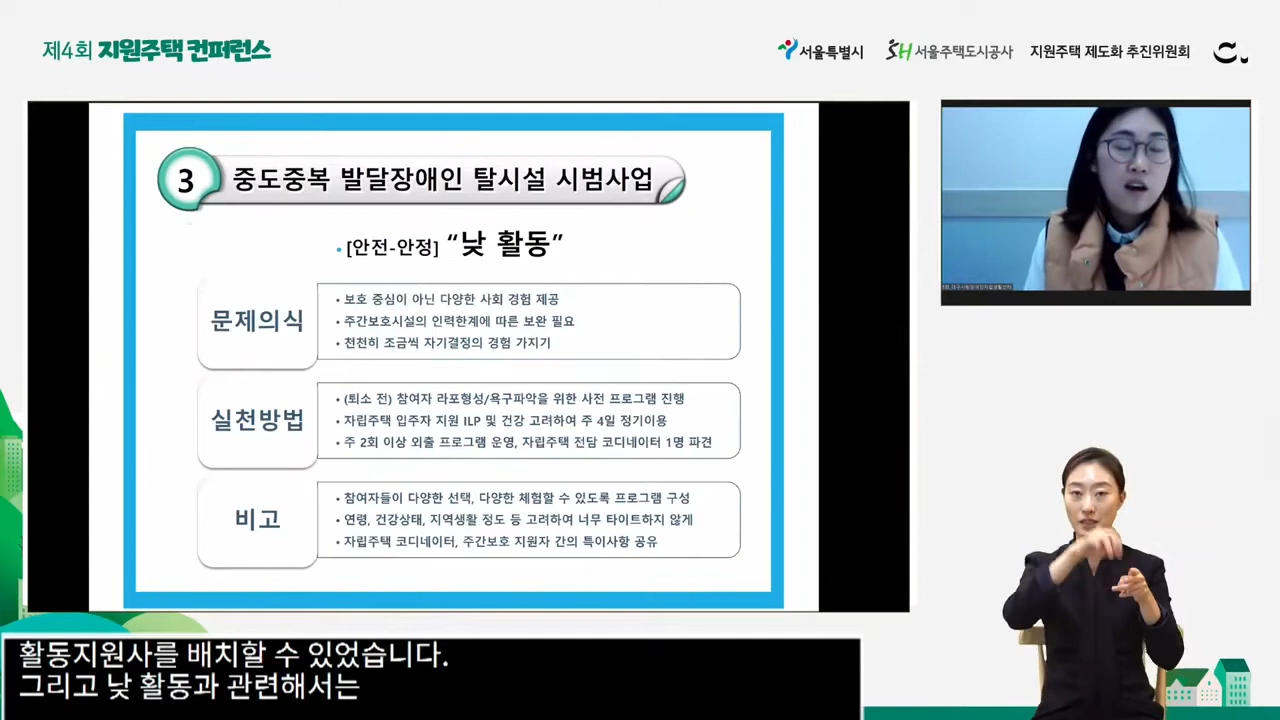 제4회 지원주택 컨퍼런스
서울특별시
SH 서울주택도시공사
지원주택 제도화 추진위원회
3 중도중복 발달장애인 탈시설 시범사업
• [안전-안정] “낮 활동”
문제의식
• 보호 중심이 아닌 다양한 사회 경험 제공
• 주간보호시설의 인력한계에 따른 보완 필요
• 천천히 조금씩 자기결정의 경험 가지기
실천방법
• (퇴소 전) 참여자 라포형성/욕구파악을 위한 사전 프로그램 진행
• 자립주택 입주자 지원 ILP 및 건강 고려하여 주 4일 정기이용
• 주 2회 이상 외출 프로그램 운영, 자립주택 전담 코디네이터 1명 파견
비고
• 참여자들이 다양한 선택, 다양한 체험할 수 있도록 프로그램 구성
• 연령, 건강상태, 지역생활 정도 등 고려하여 너무 타이트하지 않게
• 자립주택 코디네이터, 주간보호 지원자 간의 특이사항 공유
활동지원사를 배치할 수 있었습니다.
그리고 낮 활동과 관련해서는